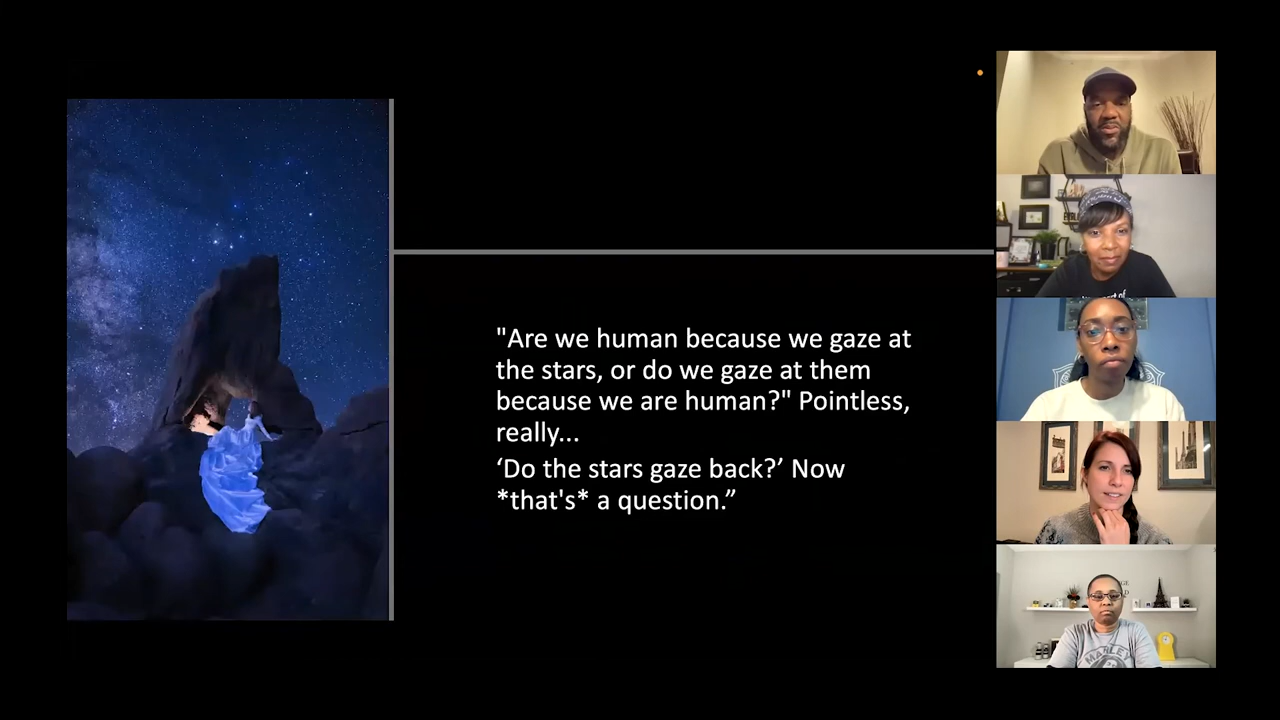 "Are we human because we gaze at
the stars, or do we gaze at them
because we are human?" Pointless,
really...
‘Do the stars gaze back?’ Now
*that's* a question.”
MARLEY